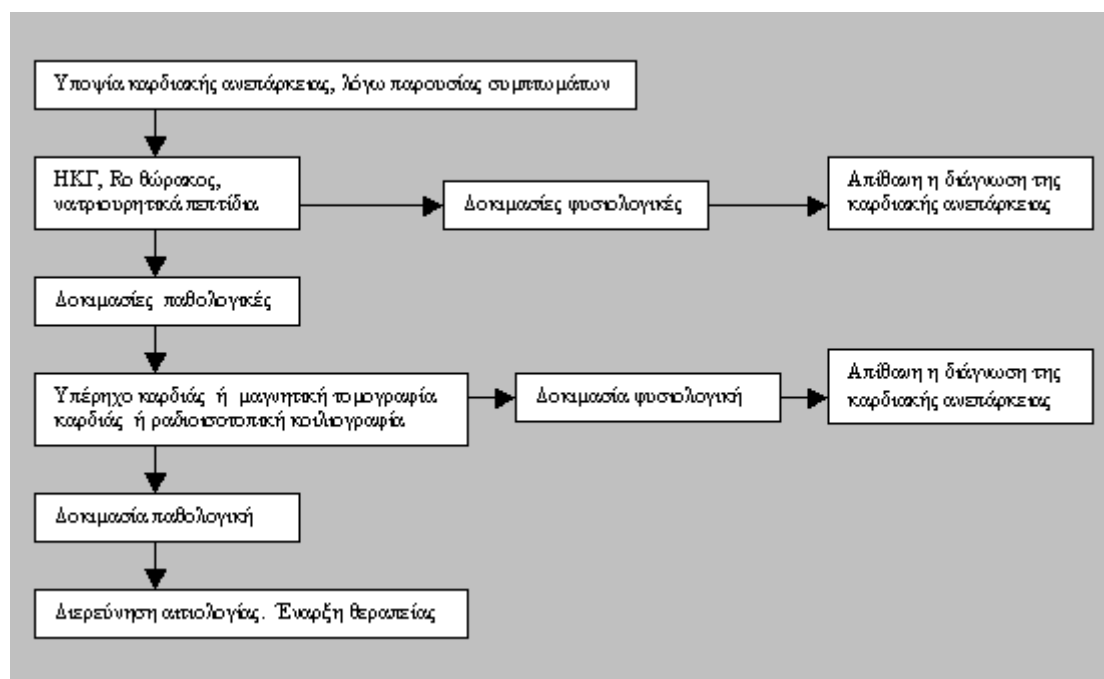 Υποψία καρδιακής ανεπάρκειας, λόγω παρουσίας συμπτωμάτων
ΗΚΓ, Ro θώρακος,
νατριουρητικά πεπτίδια
Δοκιμασίες φυσιολογικές
Απίθανη η διάγνωση της
καρδιακής ανεπάρκειας
Δοκιμασίες παθολογικές
Υπέρηχο καρδιάς ή μαγνητική τομογραφία
καρδιάς ή ραδιοισοτοπική κοιλιογραφία
Δοκιμασία φυσιολογική
Απίθανη η διάγνωση της
καρδιακής ανεπάρκειας
Δοκιμασία παθολογική
Διερεύνηση αιτιολογίας. Έναρξη θεραπείας